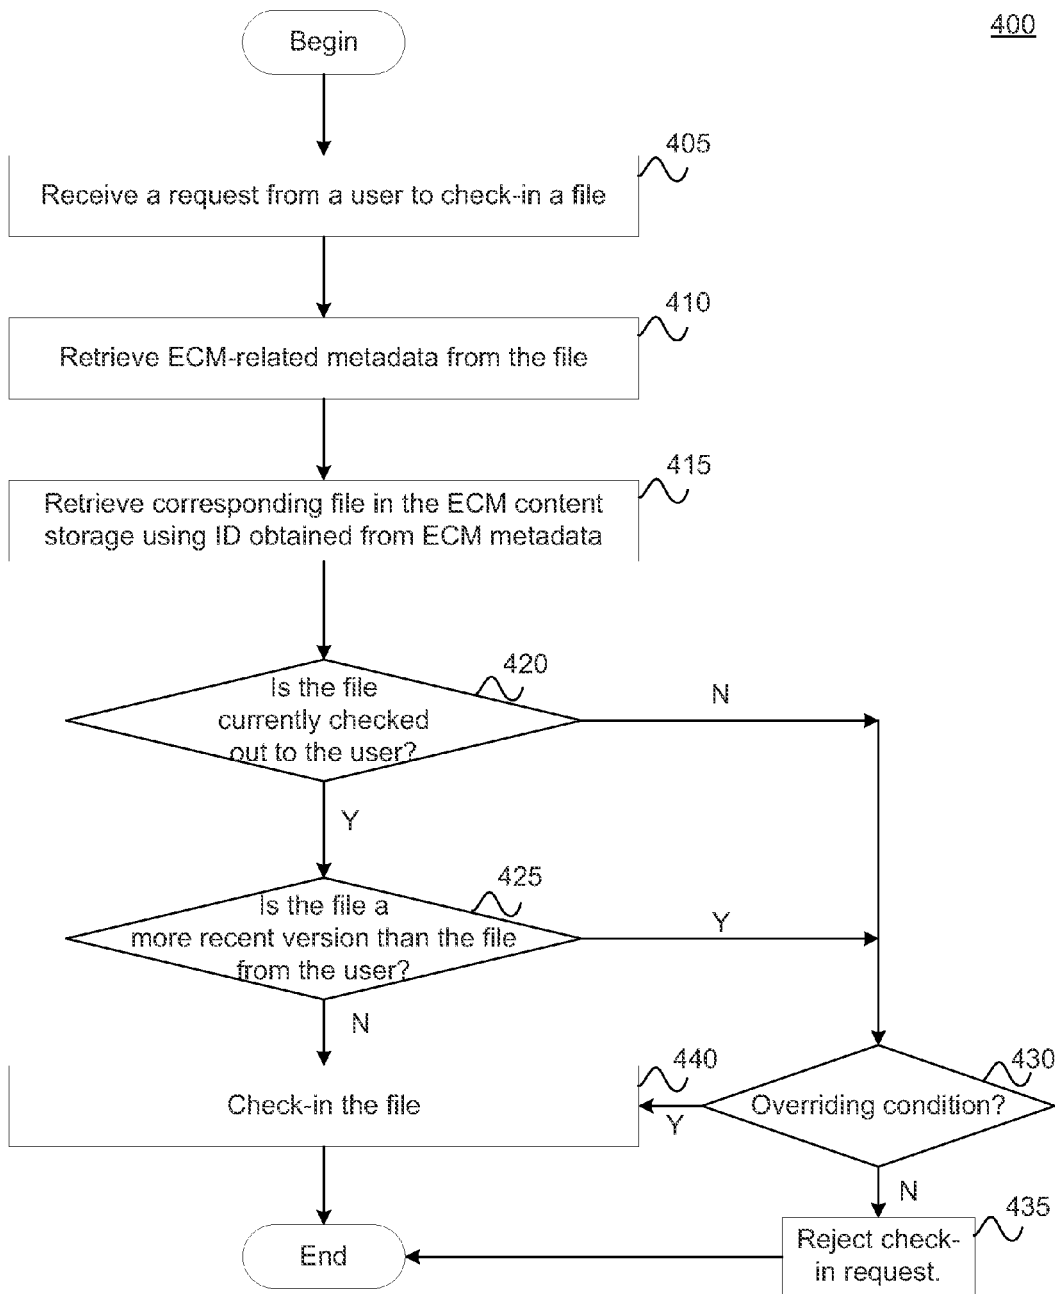 400
Begin
405
Receive a request from a user to check-in a file
410
Retrieve ECM-related metadata from the file
415
Retrieve corresponding file in the ECM content
storage using ID obtained from ECM metadata
420
Is the file
currently checked
out to the user?
N
Y
425
Is the file a
more recent version than the file
from the user?
Y
N
440
Check-in the file
430
Overriding condition?
Y
N
435
Reject check-
in request.
End